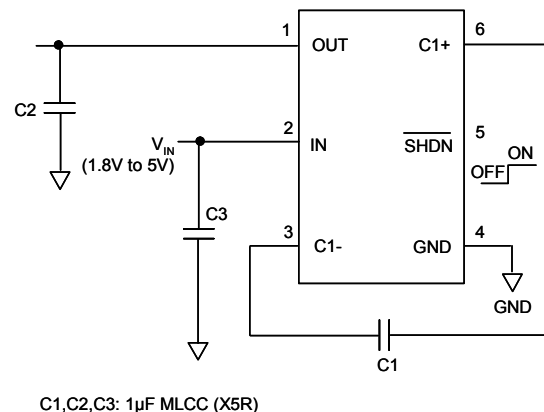 1
OUT
C1+
6
C2
V_IN
(1.8V to 5V)
2
IN
SHDN
5
ON
OFF
C3
3
C1-
GND
4
GND
C1
C1,C2,C3: 1µF MLCC (X5R)